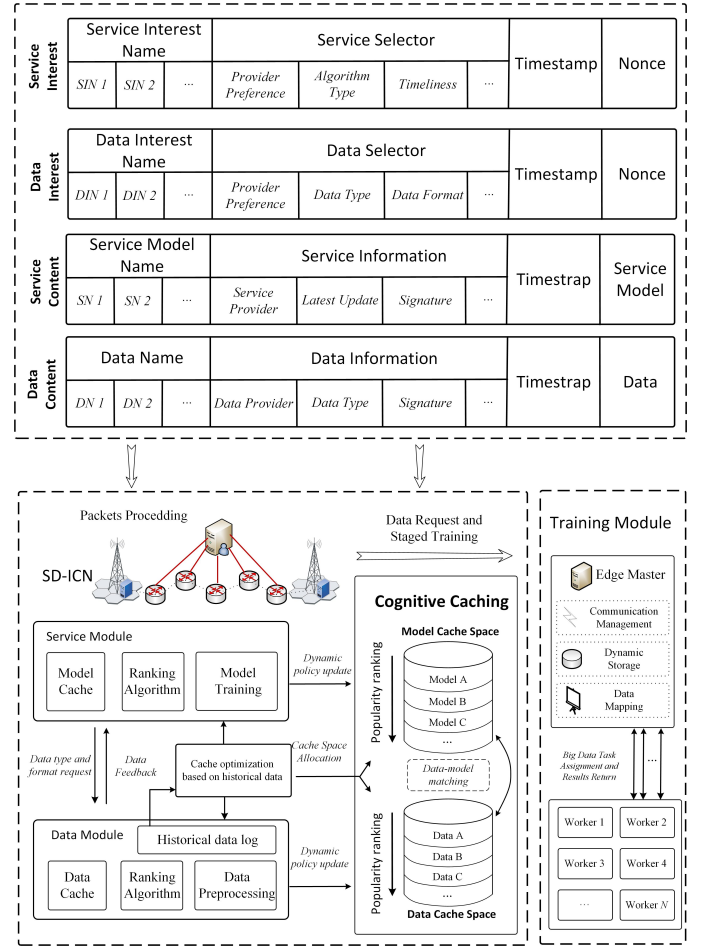 Service
Interest
Service Interest
Name
Service Selector
Timestamp
Nonce
SIN 1
SIN 2
...
Provider
Preference
Algorithm
Type
Timeliness
...
Data
Interest
Data Interest
Name
Data Selector
Timestamp
Nonce
DIN 1
DIN 2
...
Provider
Preference
Data Type
Data Format
...
Service
Content
Service Model
Name
Service Information
Timestrap
Service
Model
SN 1
SN 2
...
Service
Provider
Latest Update
Signature
...
Data
Content
Data Name
Data Information
Timestrap
Data
DN 1
DN 2
...
Data Provider
Data Type
Signature
...
Packets Procedding
SD-ICN
Data Request and
Staged Training
Service Module
Model
Cache
Ranking
Algorithm
Model
Training
Dynamic
policy update
Data type and
format request
Data
Feedback
Cache optimization
based on historical data
Cache Space
Allocation
Data Module
Historical data log
Data
Cache
Ranking
Algorithm
Data
Preprocessing
Dynamic
policy update
Cognitive Caching
Model Cache Space
Popularity ranking
Model A
Model B
Model C
...
Data-model
matching
Popularity ranking
Data A
Data B
Data C
...
Data Cache Space
Training Module
Edge Master
Communication
Management
Dynamic
Storage
Data
Mapping
Big Data Task
Assignment and
Results Return
...
Worker 1
Worker 2
Worker 3
Worker 4
...
Worker N